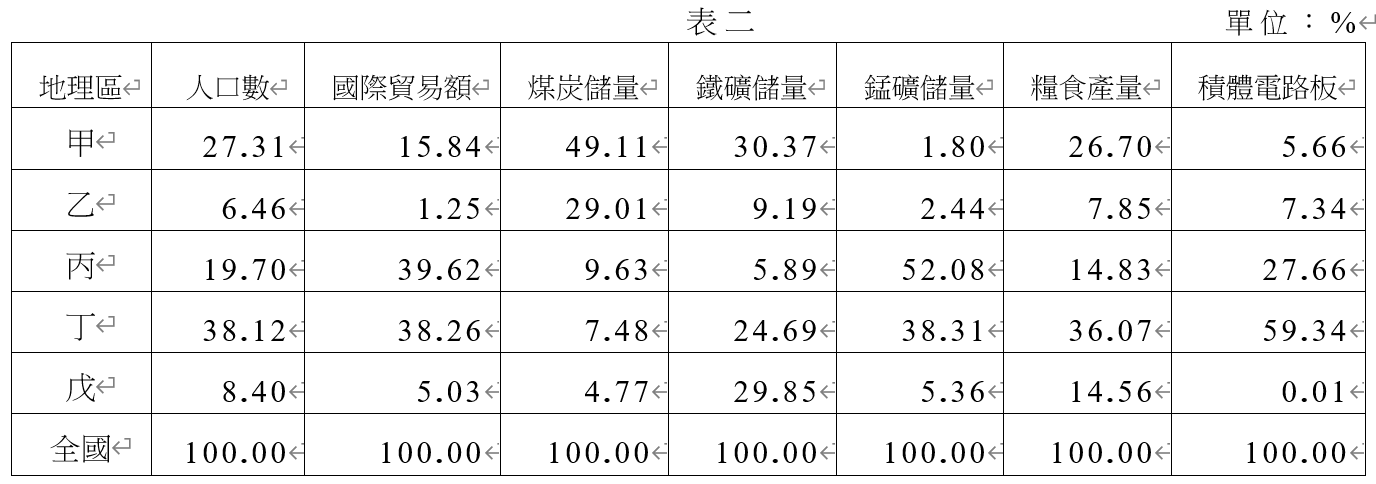 表二 單位：%↵
地理區↵ 人口數↵ 國際貿易額↵ 煤炭儲量↵ 鐵礦儲量↵ 錳礦儲量↵ 糧食產量↵ 積體電路板↵
甲↵ 27.31↵ 15.84↵ 49.11↵ 30.37↵ 1.80↵ 26.70↵ 5.66↵
乙↵ 6.46↵ 1.25↵ 29.01↵ 9.19↵ 2.44↵ 7.85↵ 7.34↵
丙↵ 19.70↵ 39.62↵ 9.63↵ 5.89↵ 52.08↵ 14.83↵ 27.66↵
丁↵ 38.12↵ 38.26↵ 7.48↵ 24.69↵ 38.31↵ 36.07↵ 59.34↵
戊↵ 8.40↵ 5.03↵ 4.77↵ 29.85↵ 5.36↵ 14.56↵ 0.01↵
全國↵ 100.00↵ 100.00↵ 100.00↵ 100.00↵ 100.00↵ 100.00↵ 100.00↵